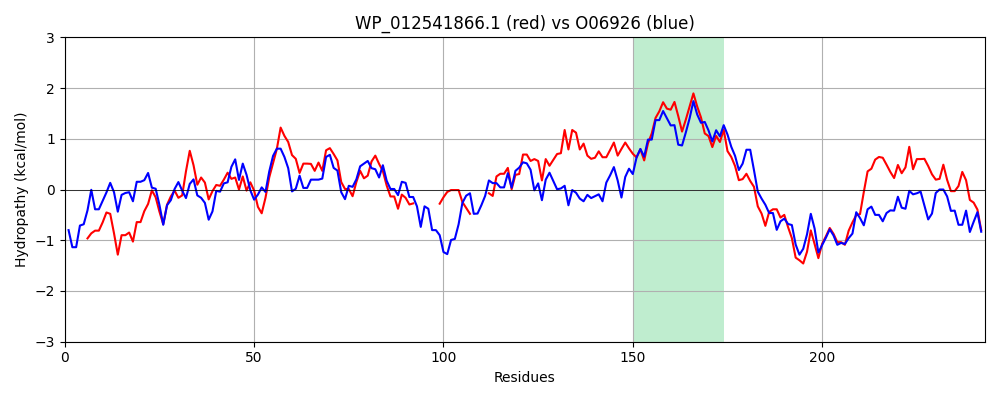 WP_012541866.1 (red) vs O06926 (blue)
3
2
1
0
−1
−2
−3
Hydropathy (kcal/mol)
0 50 100 150 200
Residues